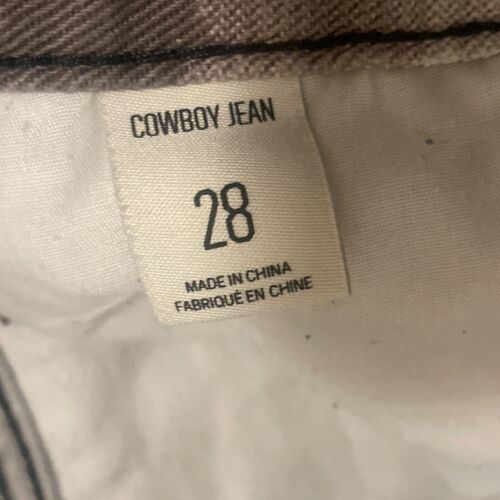 COWBOY JEAN
28
MADE IN CHINA
FABRIQUÉ EN CHINE